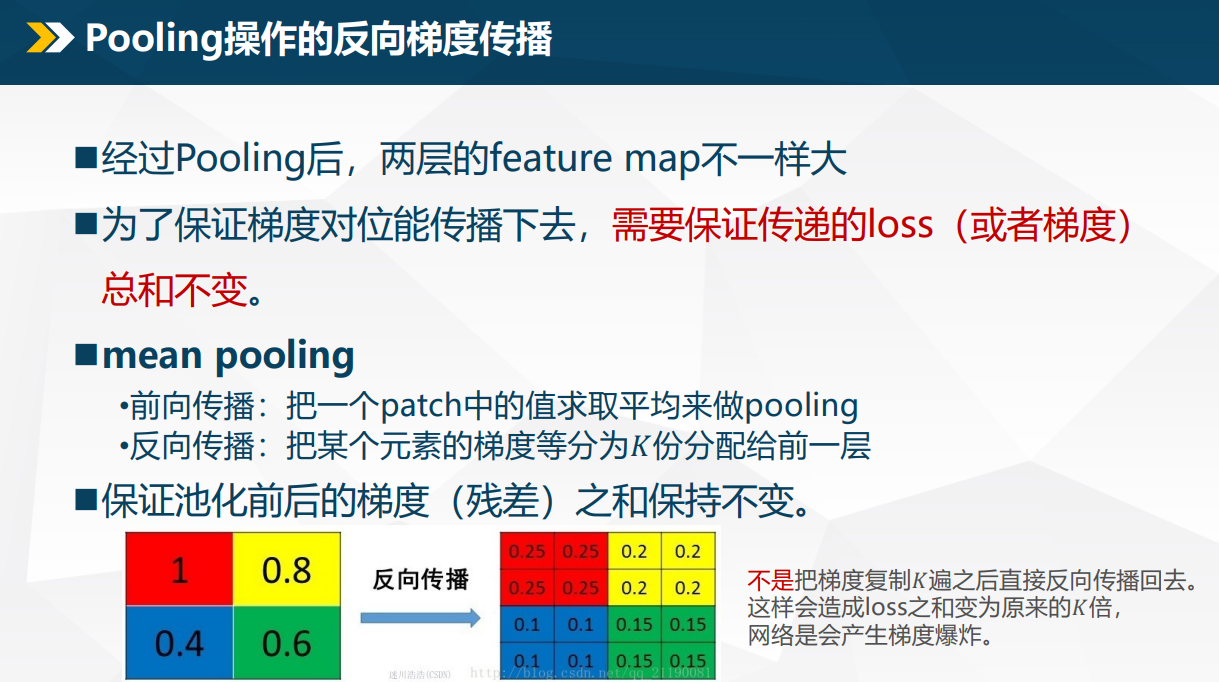 Pooling操作的反向梯度传播
■经过Pooling后，两层的feature map不一样大
■为了保证梯度对位能传播下去，需要保证传递的loss（或者梯度）
总和不变。
■mean pooling
•前向传播：把一个patch中的值求取平均来做pooling
•反向传播：把某个元素的梯度等分为K份分配给前一层
■保证池化前后的梯度（残差）之和保持不变。
1 0.8
0.4 0.6
反向传播
0.25 0.25 0.2 0.2
0.25 0.25 0.2 0.2
0.1 0.1 0.15 0.15
0.1 0.1 0.15 0.15
不是把梯度复制K遍之后直接反向传播回去。
这样会造成loss之和变为原来的K倍，
网络是会产生梯度爆炸。
迷川浩浩(CSDN) http://blog.csdn.net/qq_21190081